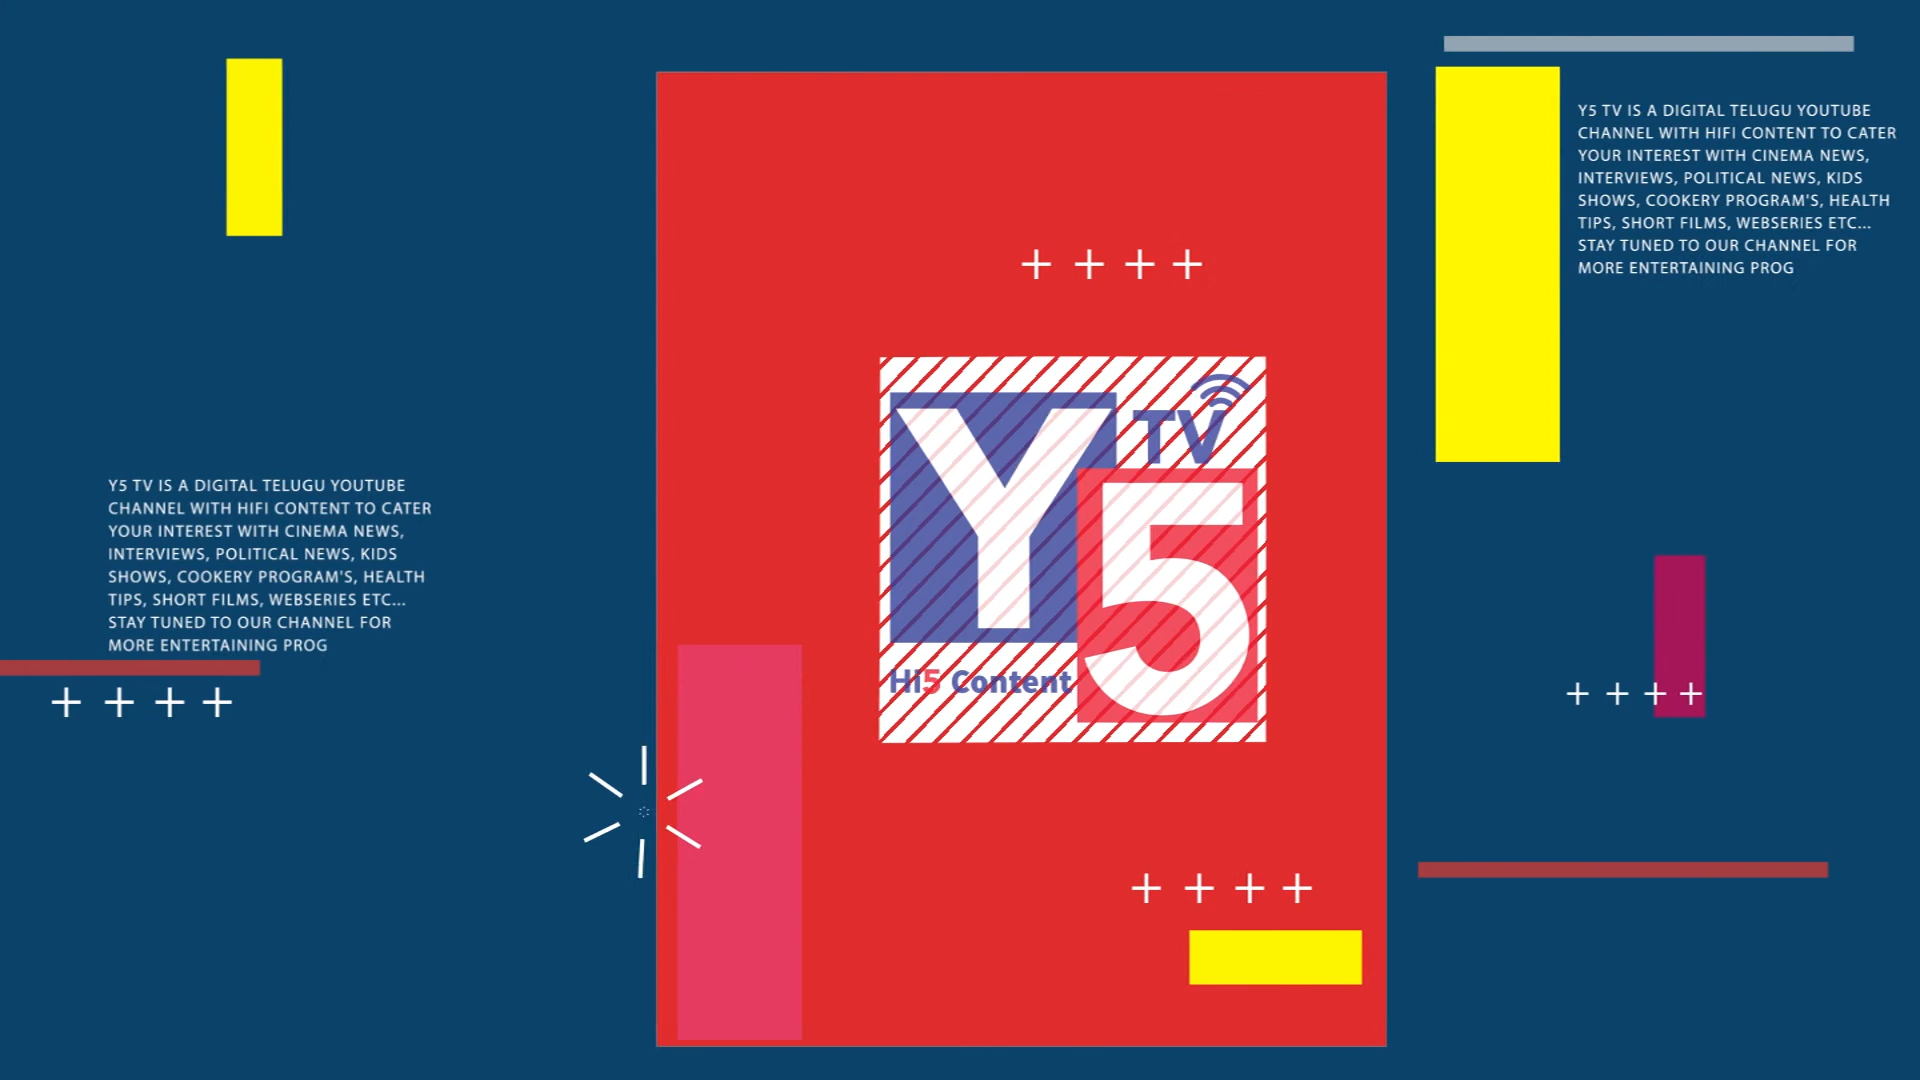 Y5 TV IS A DIGITAL TELUGU YOUTUBE
CHANNEL WITH HIFI CONTENT TO CATER
YOUR INTEREST WITH CINEMA NEWS,
INTERVIEWS, POLITICAL NEWS, KIDS
SHOWS, COOKERY PROGRAM'S, HEALTH
TIPS, SHORT FILMS, WEBSERIES ETC...
STAY TUNED TO OUR CHANNEL FOR
MORE ENTERTAINING PROG
Y TV
5
Hi5 Content
Y5 TV IS A DIGITAL TELUGU YOUTUBE
CHANNEL WITH HIFI CONTENT TO CATER
YOUR INTEREST WITH CINEMA NEWS,
INTERVIEWS, POLITICAL NEWS, KIDS
SHOWS, COOKERY PROGRAM'S, HEALTH
TIPS, SHORT FILMS, WEBSERIES ETC...
STAY TUNED TO OUR CHANNEL FOR
MORE ENTERTAINING PROG